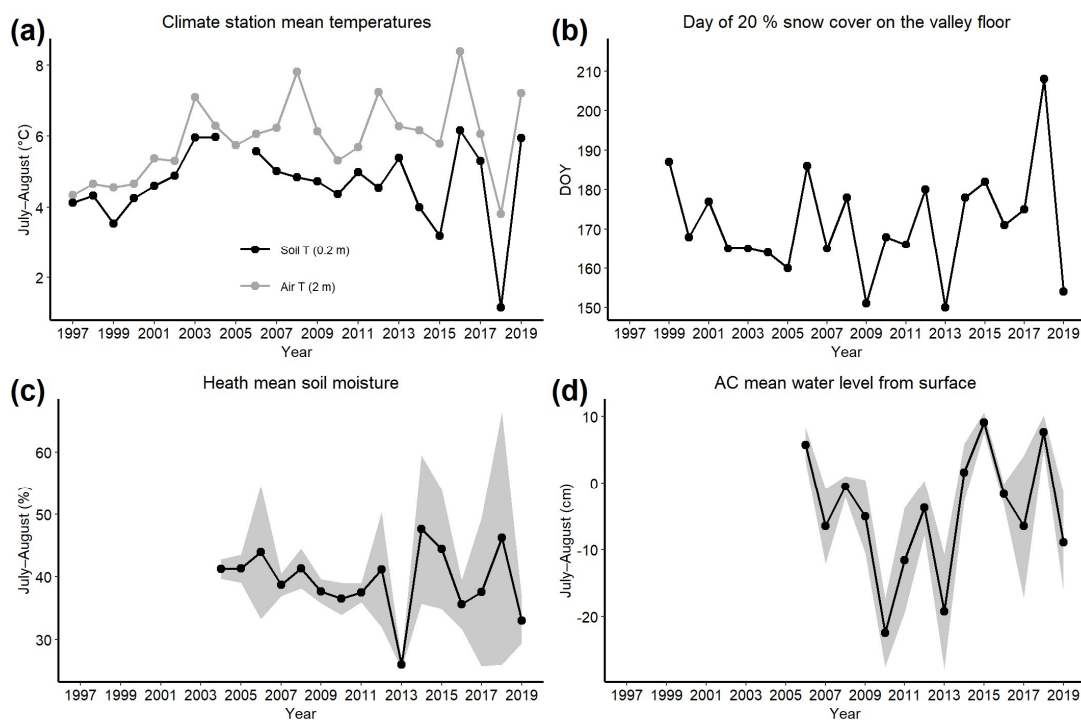 (a)
Climate station mean temperatures
July–August (°C)
8
6
4
2
Soil T (0.2 m)
Air T (2 m)
1997 1999 2001 2003 2005 2007 2009 2011 2013 2015 2017 2019
Year
(b)
Day of 20 % snow cover on the valley floor
DOY
210
200
190
180
170
160
150
1997 1999 2001 2003 2005 2007 2009 2011 2013 2015 2017 2019
Year
(c)
Heath mean soil moisture
July–August (%)
60
50
40
30
1997 1999 2001 2003 2005 2007 2009 2011 2013 2015 2017 2019
Year
(d)
AC mean water level from surface
July–August (cm)
10
0
-10
-20
1997 1999 2001 2003 2005 2007 2009 2011 2013 2015 2017 2019
Year